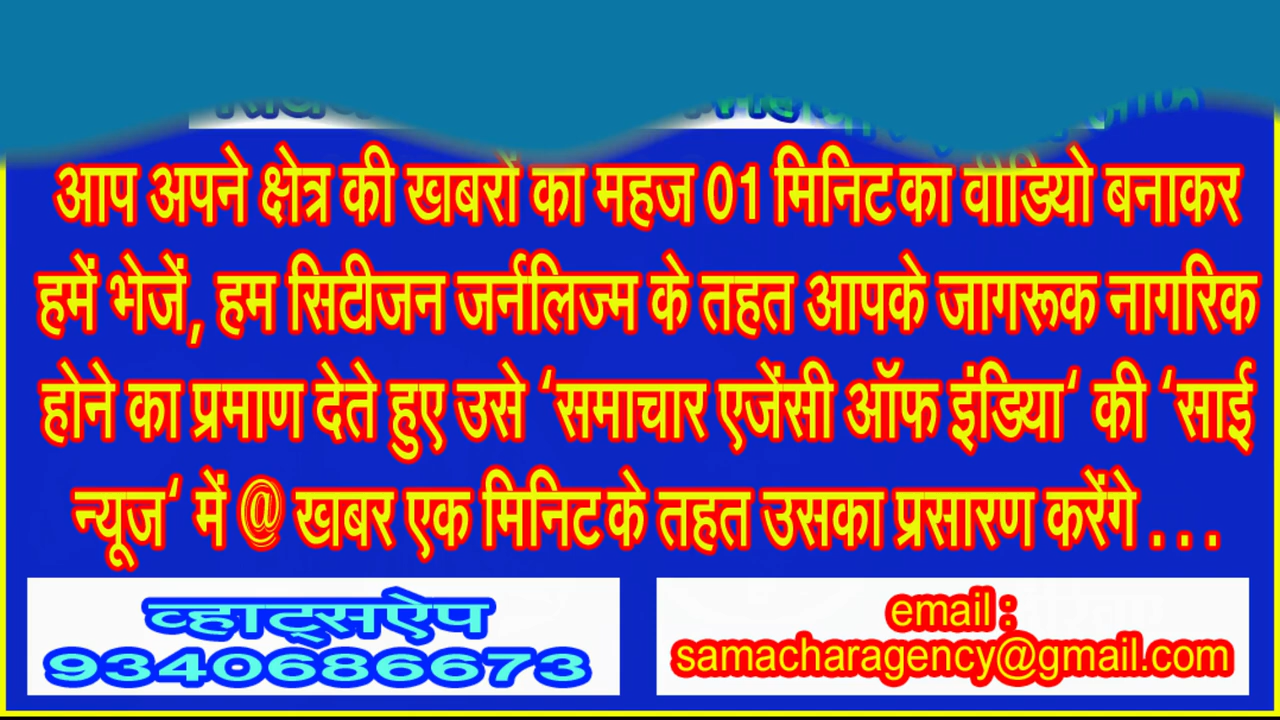 आप अपने क्षेत्र की खबरों का महज 01 मिनिट का वीडियो बनाकर
हमें भेजें, हम सिटीजन जर्नलिज्म के तहत आपके जागरूक नागरिक
होने का प्रमाण देते हुए उसे ‘समाचार एजेंसी ऑफ इंडिया‘ की ‘साई
न्यूज‘ में @ खबर एक मिनिट के तहत उसका प्रसारण करेंगे . . .
व्हाट्सऐप
9340686673
email :
samacharagency@gmail.com